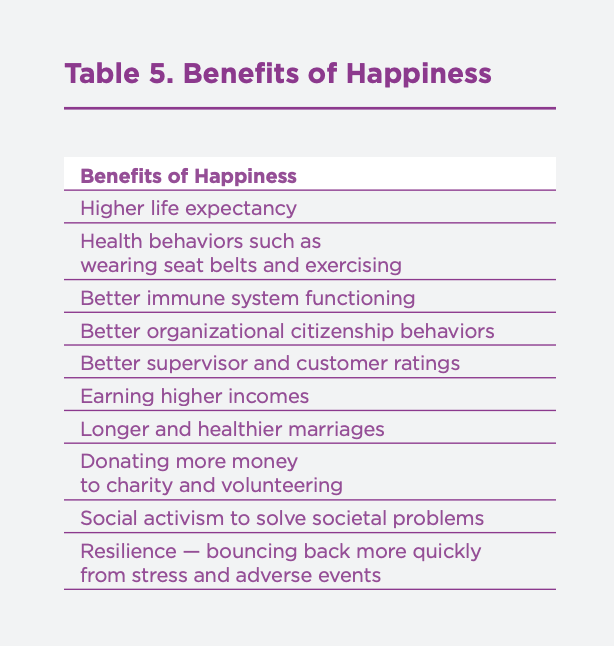 Table 5. Benefits of Happiness
Benefits of Happiness
Higher life expectancy
Health behaviors such as
wearing seat belts and exercising
Better immune system functioning
Better organizational citizenship behaviors
Better supervisor and customer ratings
Earning higher incomes
Longer and healthier marriages
Donating more money
to charity and volunteering
Social activism to solve societal problems
Resilience — bouncing back more quickly
from stress and adverse events